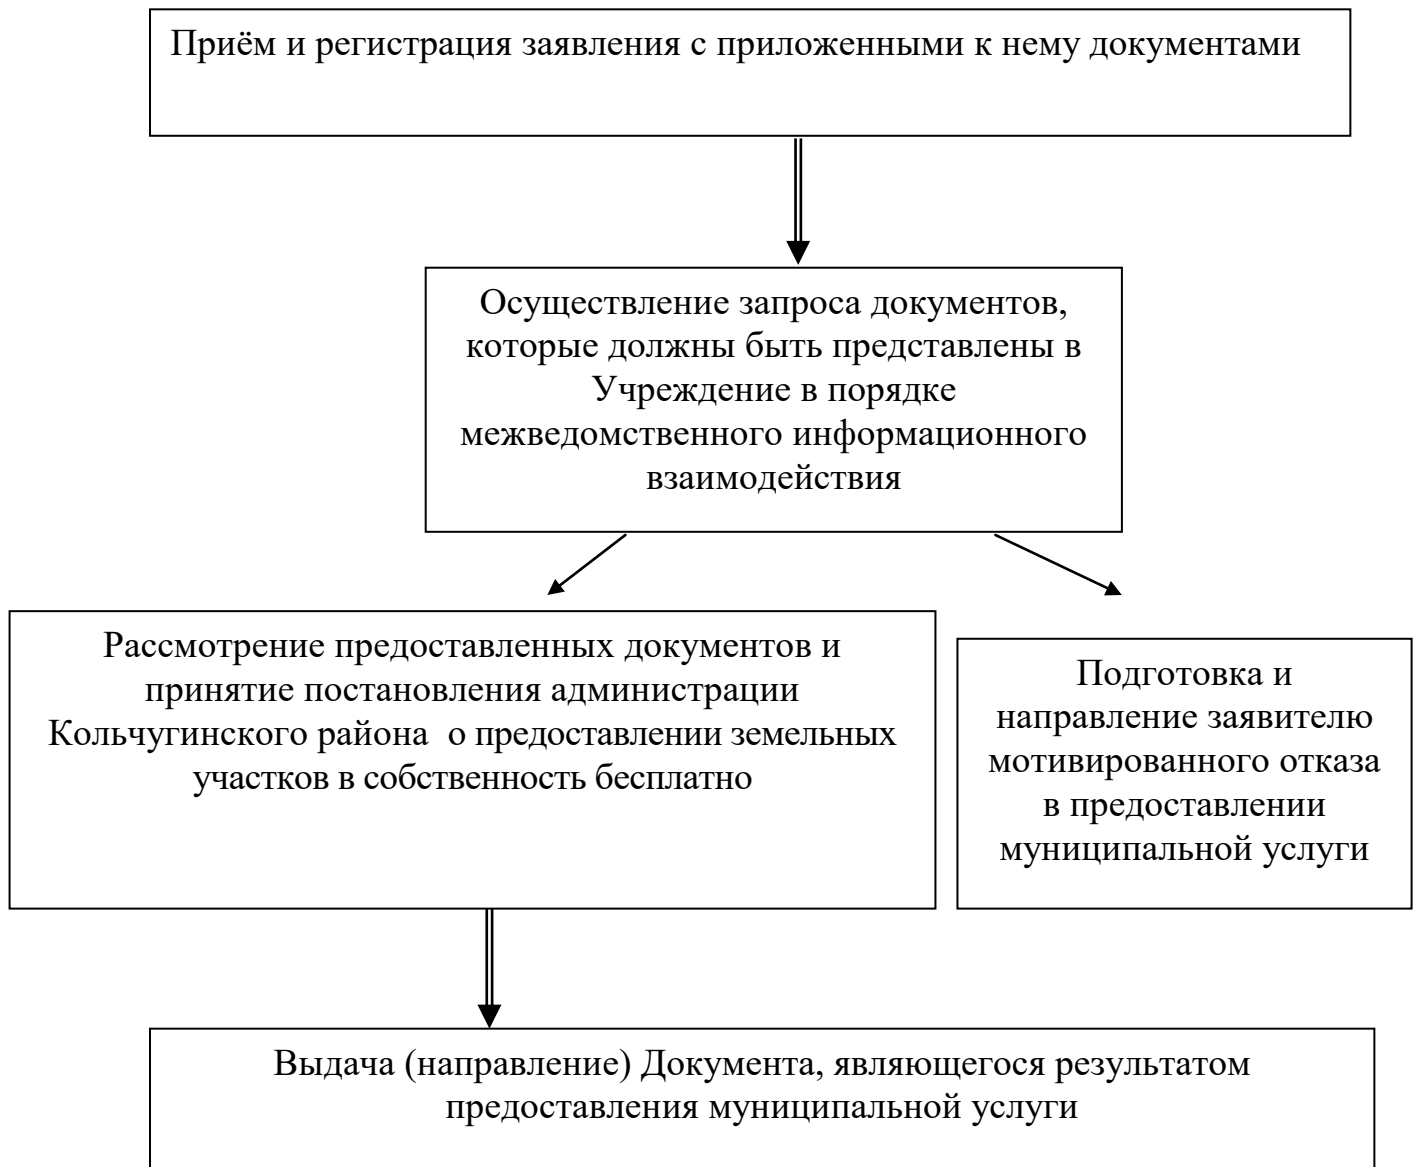 Приём и регистрация заявления с приложенными к нему документами
Осуществление запроса документов,
которые должны быть представлены в
Учреждение в порядке
межведомственного информационного
взаимодействия
Рассмотрение предоставленных документов и
принятие постановления администрации
Кольчугинского района  о предоставлении земельных
участков в собственность бесплатно
Подготовка и
направление заявителю
мотивированного отказа
в предоставлении
муниципальной услуги
Выдача (направление) Документа, являющегося результатом
предоставления муниципальной услуги